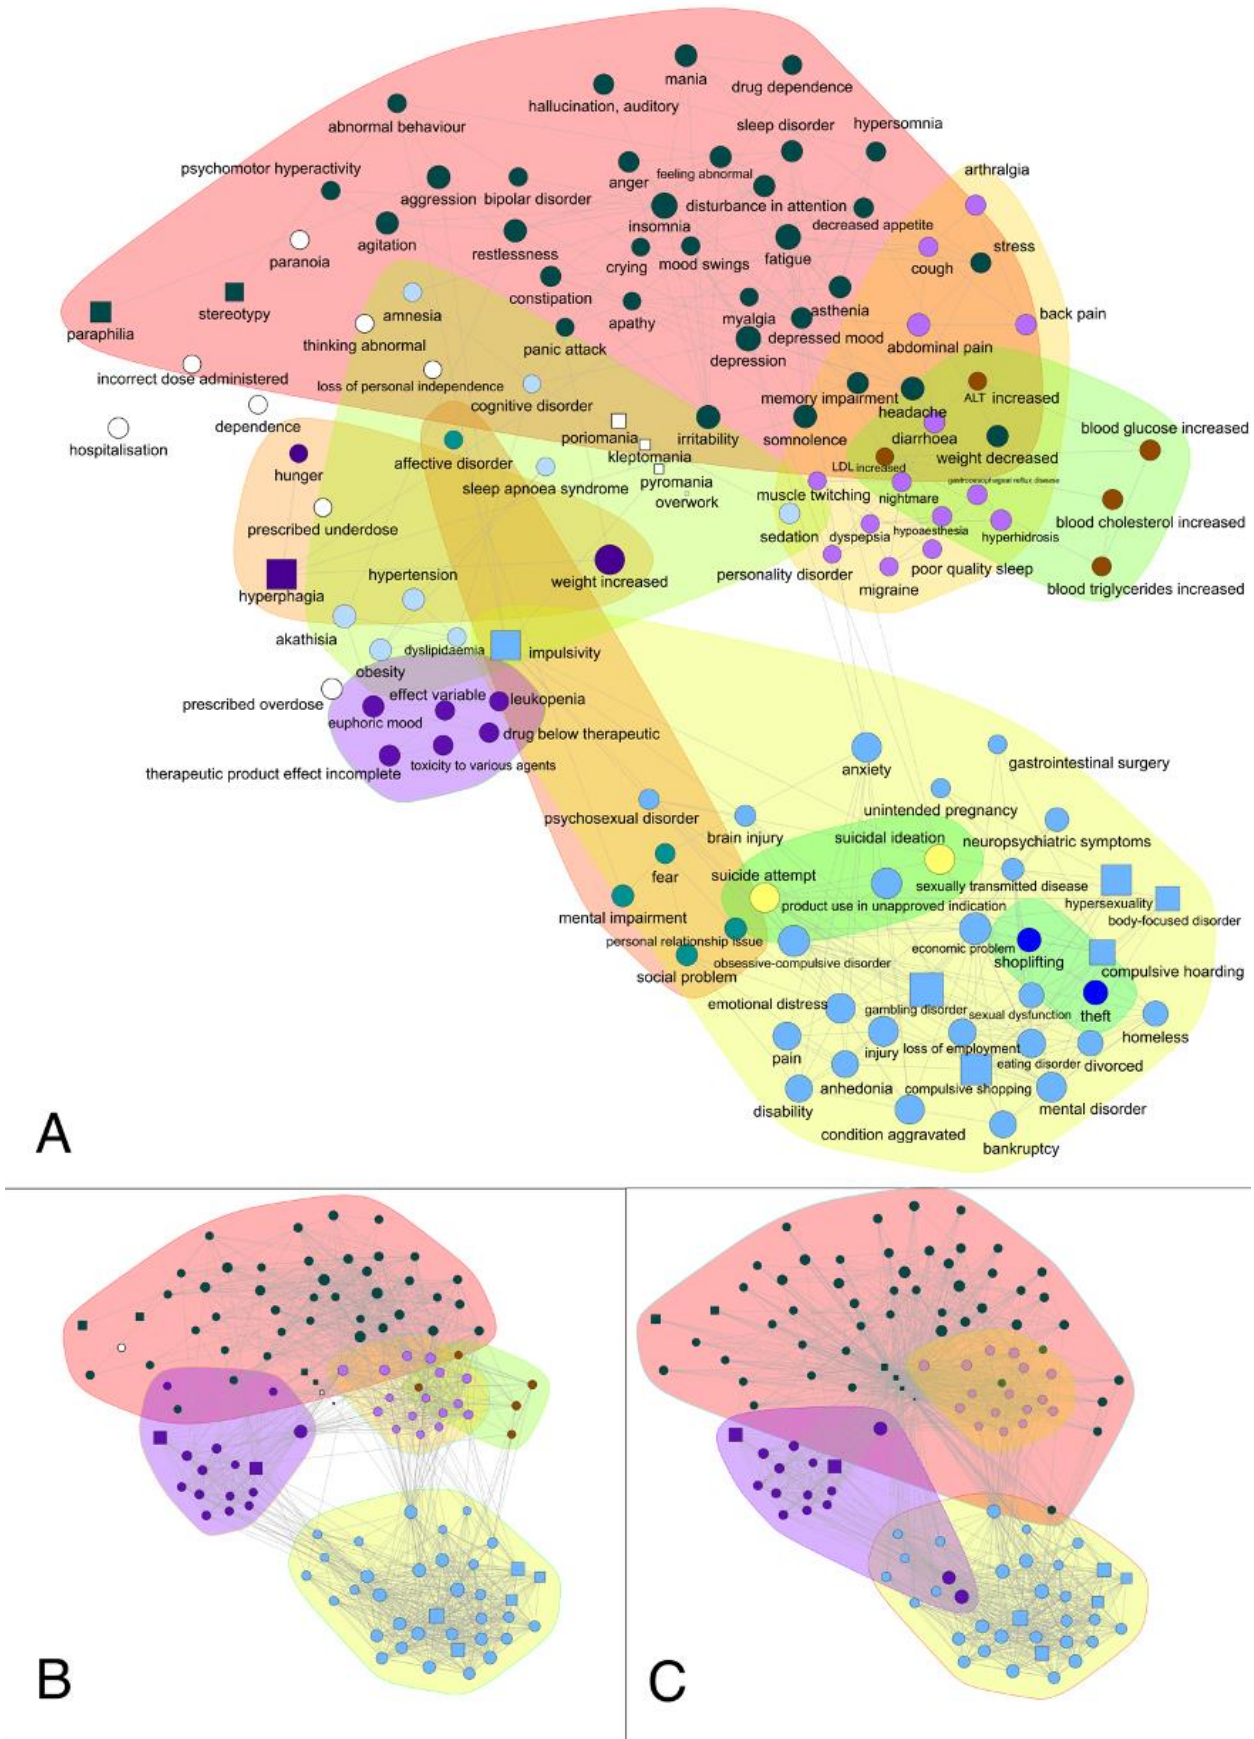 mania
drug dependence
hallucination, auditory
abnormal behaviour
sleep disorder
hypersomnia
psychomotor hyperactivity
arthralgia
anger
feeling abnormal
aggression
bipolar disorder
disturbance in attention
insomnia
decreased appetite
agitation
restlessness
stress
paranoia
crying
mood swings
fatigue
cough
constipation
asthenia
stereotypy
amnesia
back pain
paraphilia
apathy
myalgia
depressed mood
thinking abnormal
panic attack
abdominal pain
depression
incorrect dose administered
loss of personal independence
memory impairment
ALT increased
cognitive disorder
headache
dependence
blood glucose increased
poriomania
irritability
somnolence
diarrhoea
hospitalisation
kleptomania
weight decreased
affective disorder
LDL increased
hunger
sleep apnoea syndrome
pyromania
gastrooesophageal reflux disease
muscle twitching
nightmare
overwork
blood cholesterol increased
prescribed underdose
sedation
dyspepsia
hypoaesthesia
hyperhidrosis
poor quality sleep
hypertension
weight increased
personality disorder
migraine
blood triglycerides increased
hyperphagia
akathisia
dyslipidaemia
impulsivity
obesity
effect variable
leukopenia
prescribed overdose
euphoric mood
drug below therapeutic
toxicity to various agents
therapeutic product effect incomplete
anxiety
gastrointestinal surgery
unintended pregnancy
psychosexual disorder
brain injury
suicidal ideation
neuropsychiatric symptoms
fear
suicide attempt
sexually transmitted disease
product use in unapproved indication
hypersexuality
mental impairment
body-focused disorder
personal relationship issue
economic problem
shoplifting
obsessive-compulsive disorder
compulsive hoarding
social problem
emotional distress
gambling disorder
sexual dysfunction
theft
homeless
pain
injury
loss of employment
eating disorder
divorced
anhedonia
compulsive shopping
disability
mental disorder
condition aggravated
bankruptcy
A
B
C